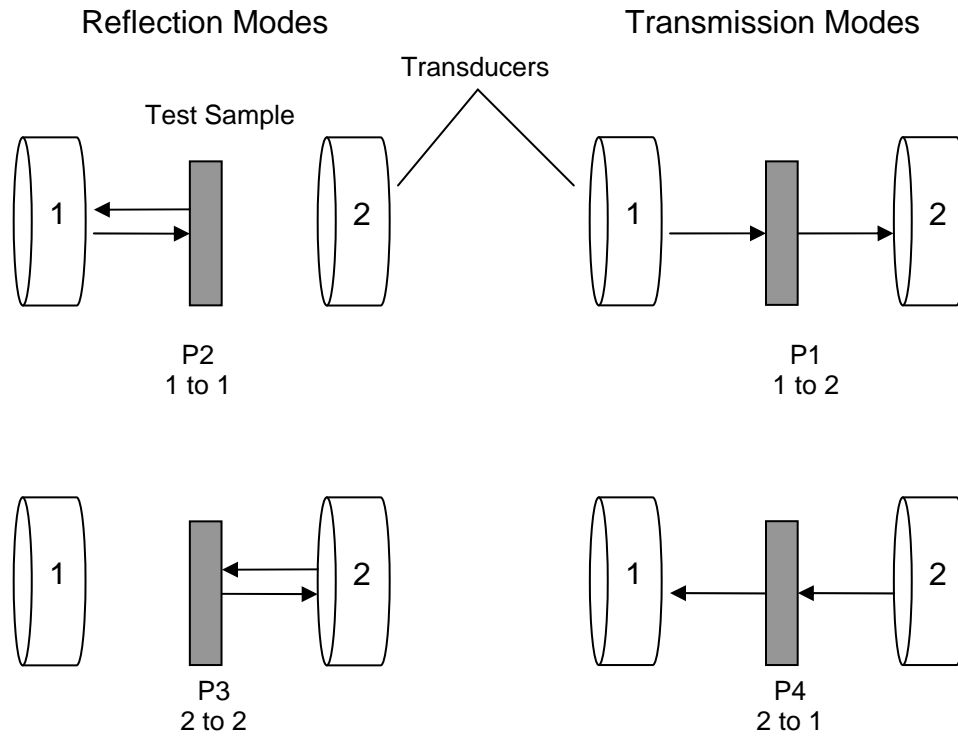 Reflection Modes
Transmission Modes
Transducers
Test Sample
1
2
1
2
P2
1 to 1
P1
1 to 2
1
2
1
2
P3
2 to 2
P4
2 to 1